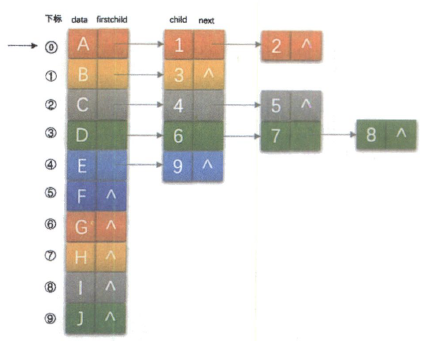 下标 data firstchild child next
⓪ A 1 2 ^
① B 3 ^
② C 4 5 ^
③ D 6 7 8 ^
④ E 9 ^
⑤ F ^
⑥ G ^
⑦ H ^
⑧ I ^
⑨ J ^